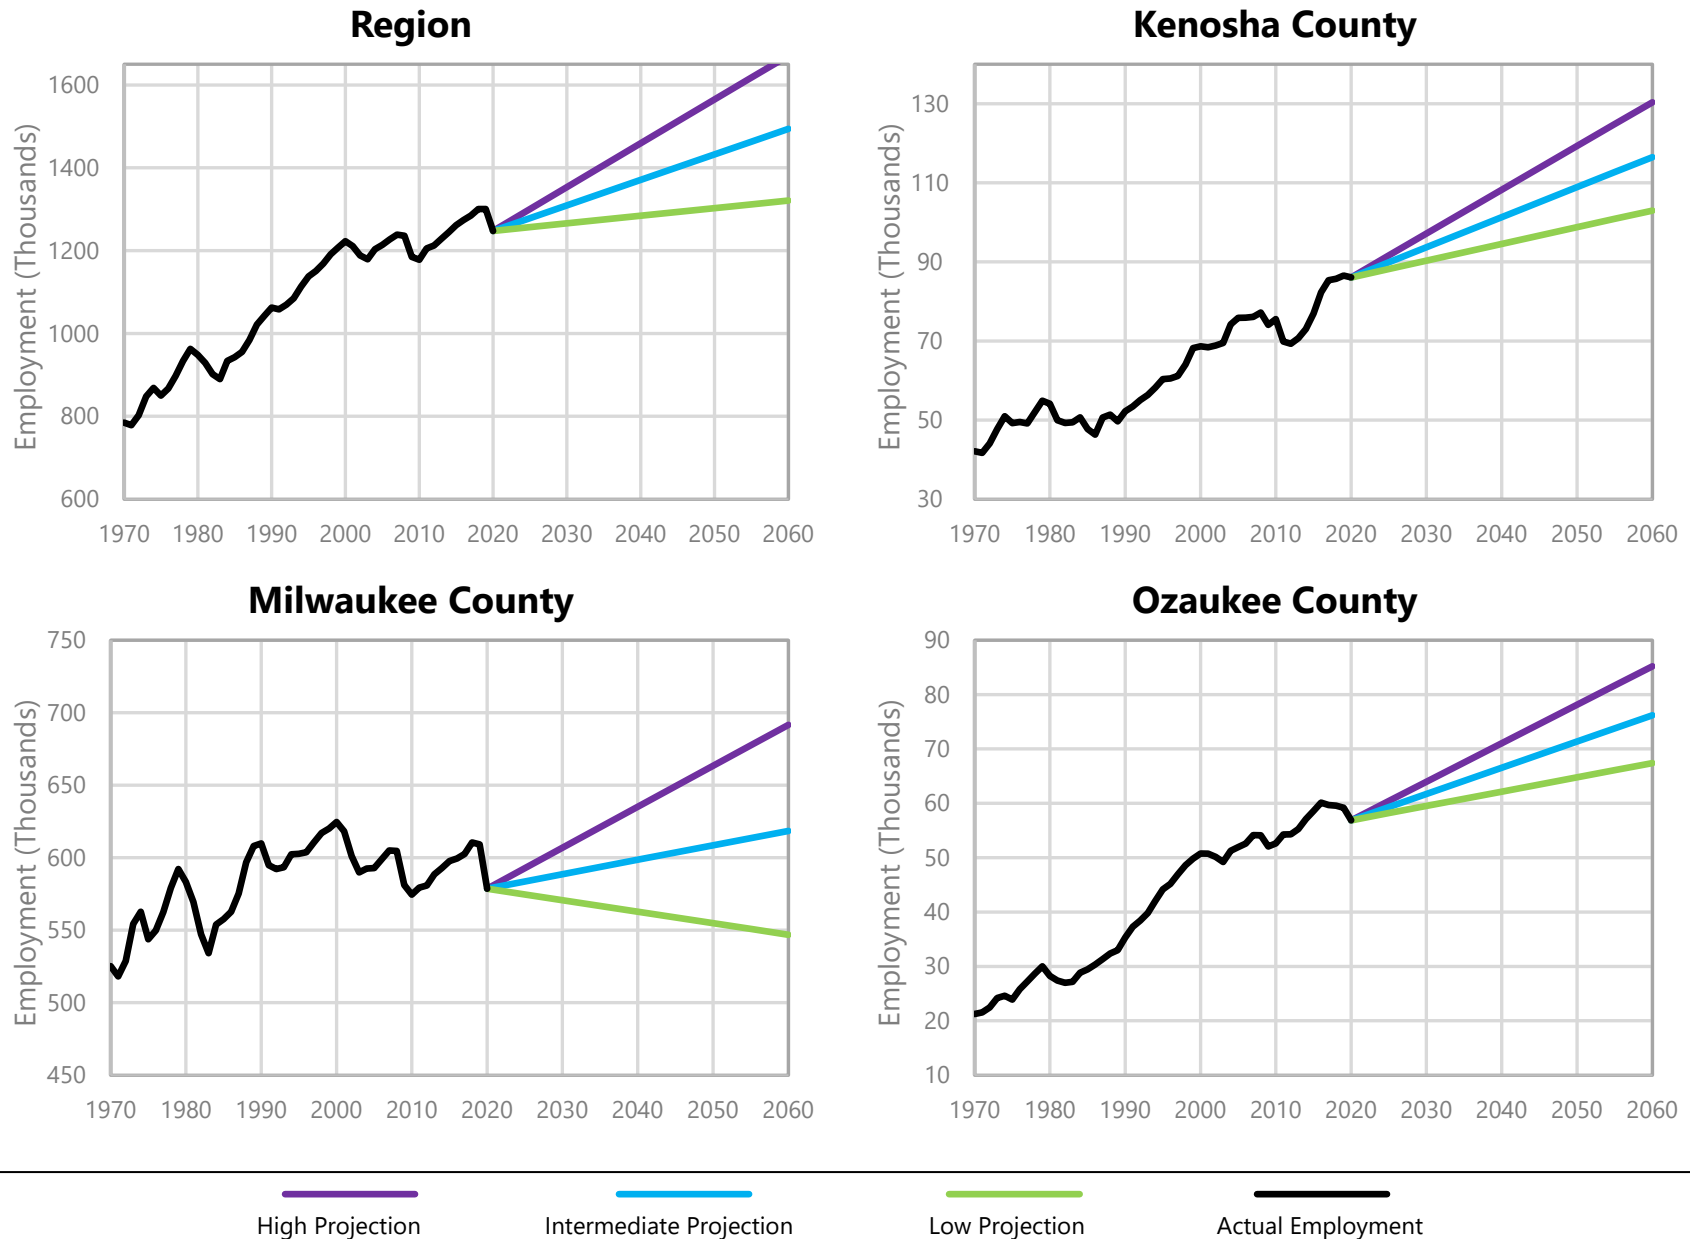 Region
Employment (Thousands)
1600
1400
1200
1000
800
600
1970 1980 1990 2000 2010 2020 2030 2040 2050 2060
Kenosha County
Employment (Thousands)
130
110
90
70
50
30
1970 1980 1990 2000 2010 2020 2030 2040 2050 2060
Milwaukee County
Employment (Thousands)
750
700
650
600
550
500
450
1970 1980 1990 2000 2010 2020 2030 2040 2050 2060
Ozaukee County
Employment (Thousands)
90
80
70
60
50
40
30
20
10
1970 1980 1990 2000 2010 2020 2030 2040 2050 2060
High Projection
Intermediate Projection
Low Projection
Actual Employment